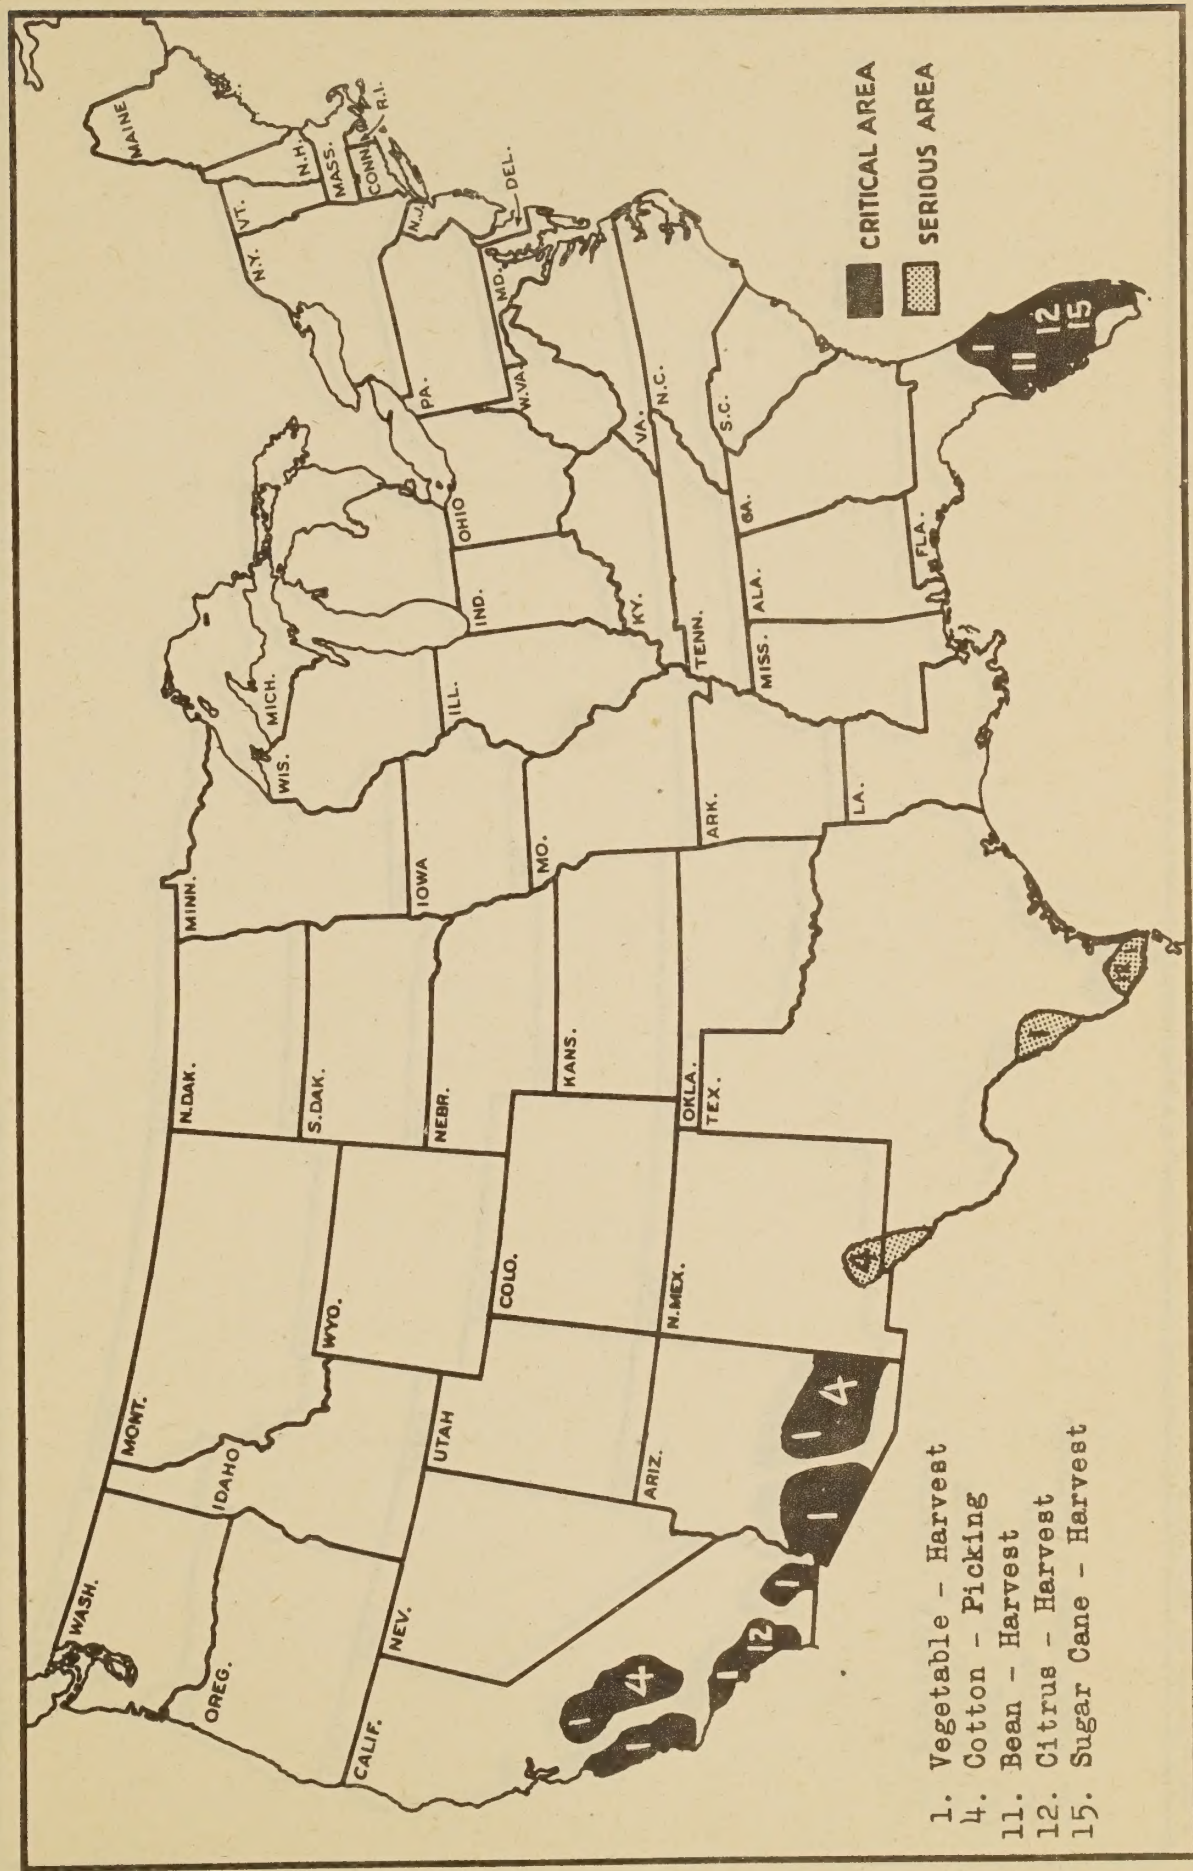 WASH.
OREG.
CALIF.
NEV.
IDAHO
MONT.
WYO.
UTAH
ARIZ.
COLO.
N.MEX.
N.DAK.
S.DAK.
NEBR.
KANS.
OKLA.
TEX.
MINN.
IOWA
MO.
ARK.
LA.
WIS.
MICH.
ILL.
IND.
OHIO
KY.
TENN.
MISS.
ALA.
GA.
FLA.
S.C.
N.C.
VA.
W.VA.
PA.
MD.
DEL.
N.J.
N.Y.
VT.
N.H.
MAINE
MASS.
CONN.
R.I.
1
4
1
1
12
1
1
1
4
4
1
1
11
12
15
CRITICAL AREA
SERIOUS AREA
1. Vegetable - Harvest
4. Cotton - Picking
11. Bean - Harvest
12. Citrus - Harvest
15. Sugar Cane - Harvest